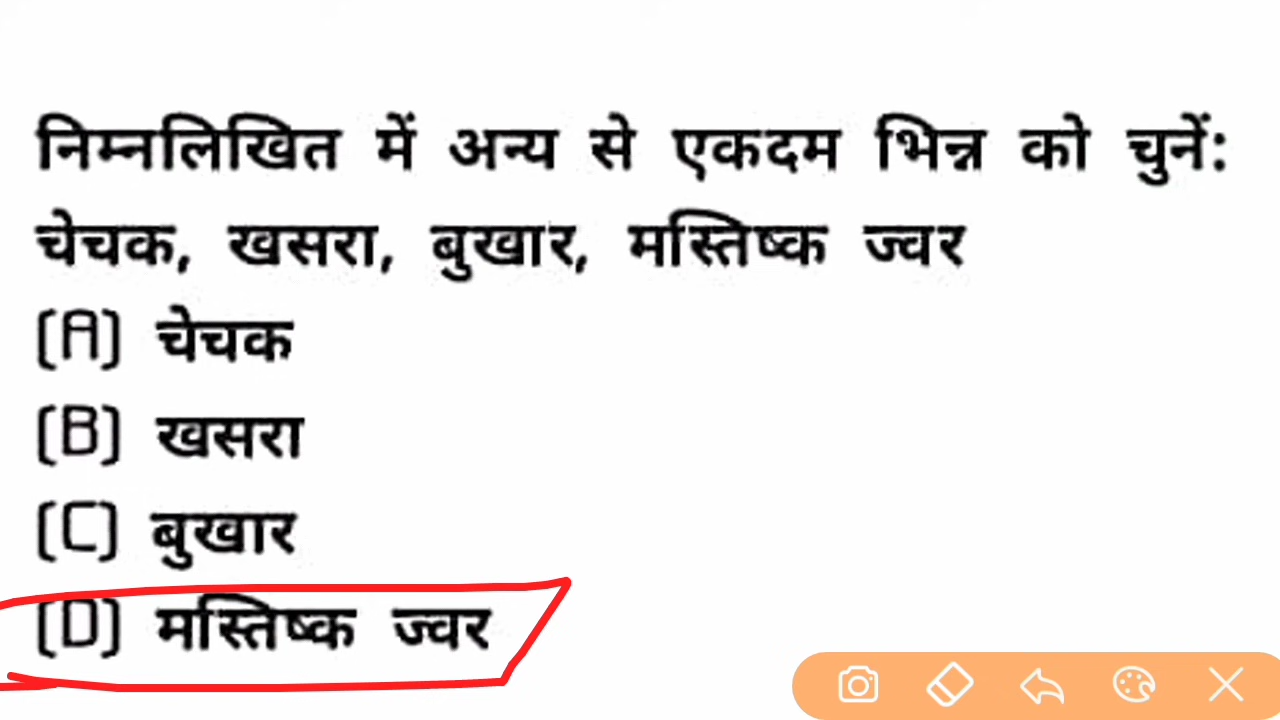 निम्नलिखित में अन्य से एकदम भिन्न को चुनें:
चेचक, खसरा, बुखार, मस्तिष्क ज्वर
(A) चेचक
(B) खसरा
(C) बुखार
(D) मस्तिष्क ज्वर